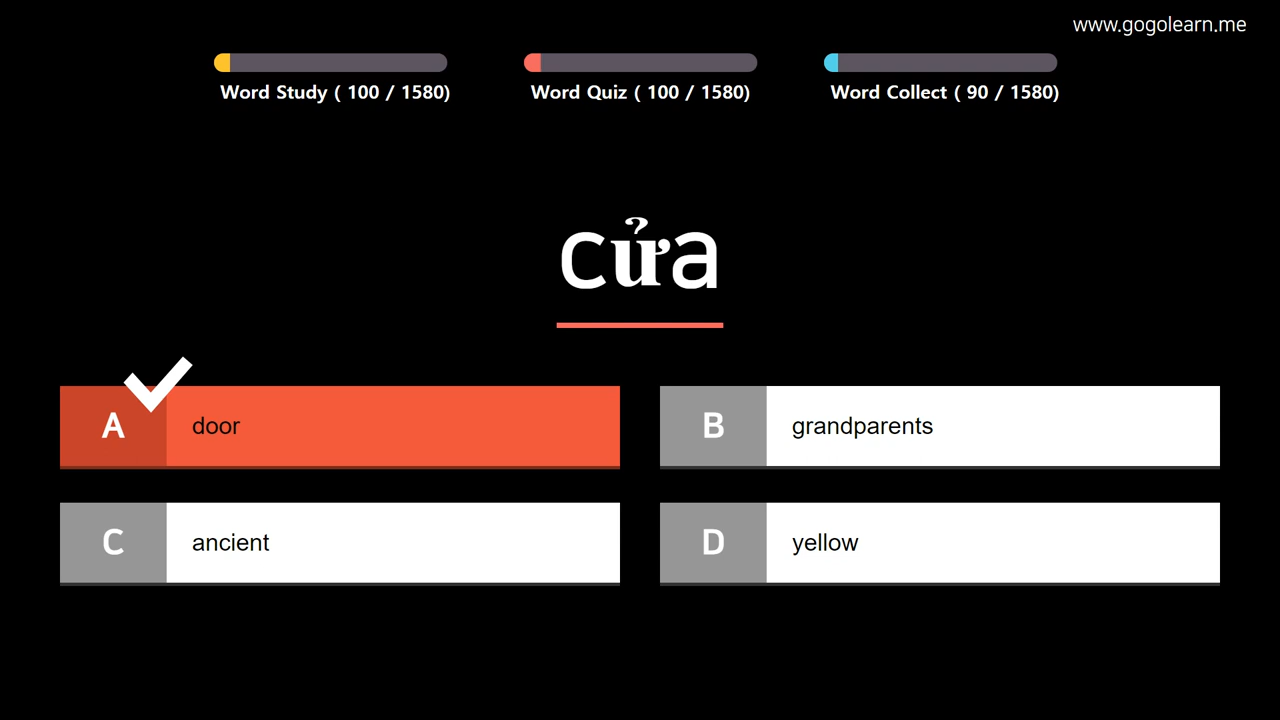 www.gogolearn.me
Word Study ( 100 / 1580)
Word Quiz ( 100 / 1580)
Word Collect ( 90 / 1580)
cửa
A door
B grandparents
C ancient
D yellow